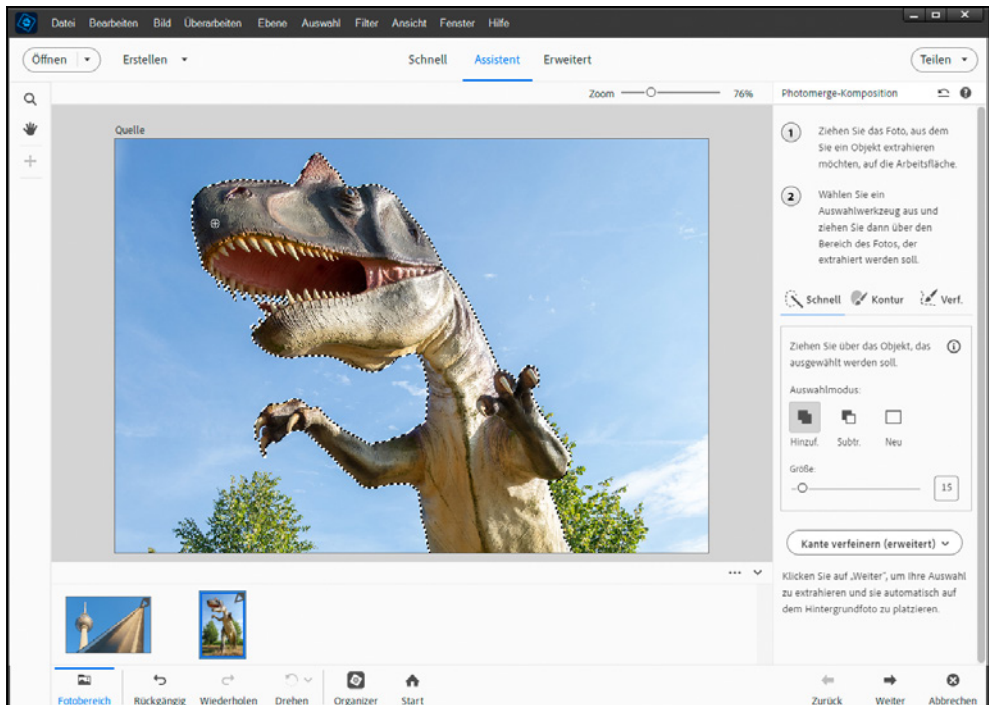 Datei Bearbeiten Bild Überarbeiten Ebene Auswahl Filter Ansicht Fenster Hilfe
Öffnen Erstellen Schnell Assistent Erweitert Teilen
Zoom 76% Photomerge-Komposition
Quelle
1 Ziehen Sie das Foto, aus dem
Sie ein Objekt extrahieren
möchten, auf die Arbeitsfläche.
2 Wählen Sie ein
Auswahlwerkzeug aus und
ziehen Sie dann über den
Bereich des Fotos, der
extrahiert werden soll.
Schnell Kontur Verf.
Ziehen Sie über das Objekt, das
ausgewählt werden soll.
Auswahlmodus:
Hinzuf. Subtr. Neu
Größe:
15
Kante verfeinern (erweitert)
Klicken Sie auf „Weiter", um Ihre Auswahl
zu extrahieren und sie automatisch auf
dem Hintergrundfoto zu platzieren.
Fotobereich Rückgängig Wiederholen Drehen Organizer Start Zurück Weiter Abbrechen